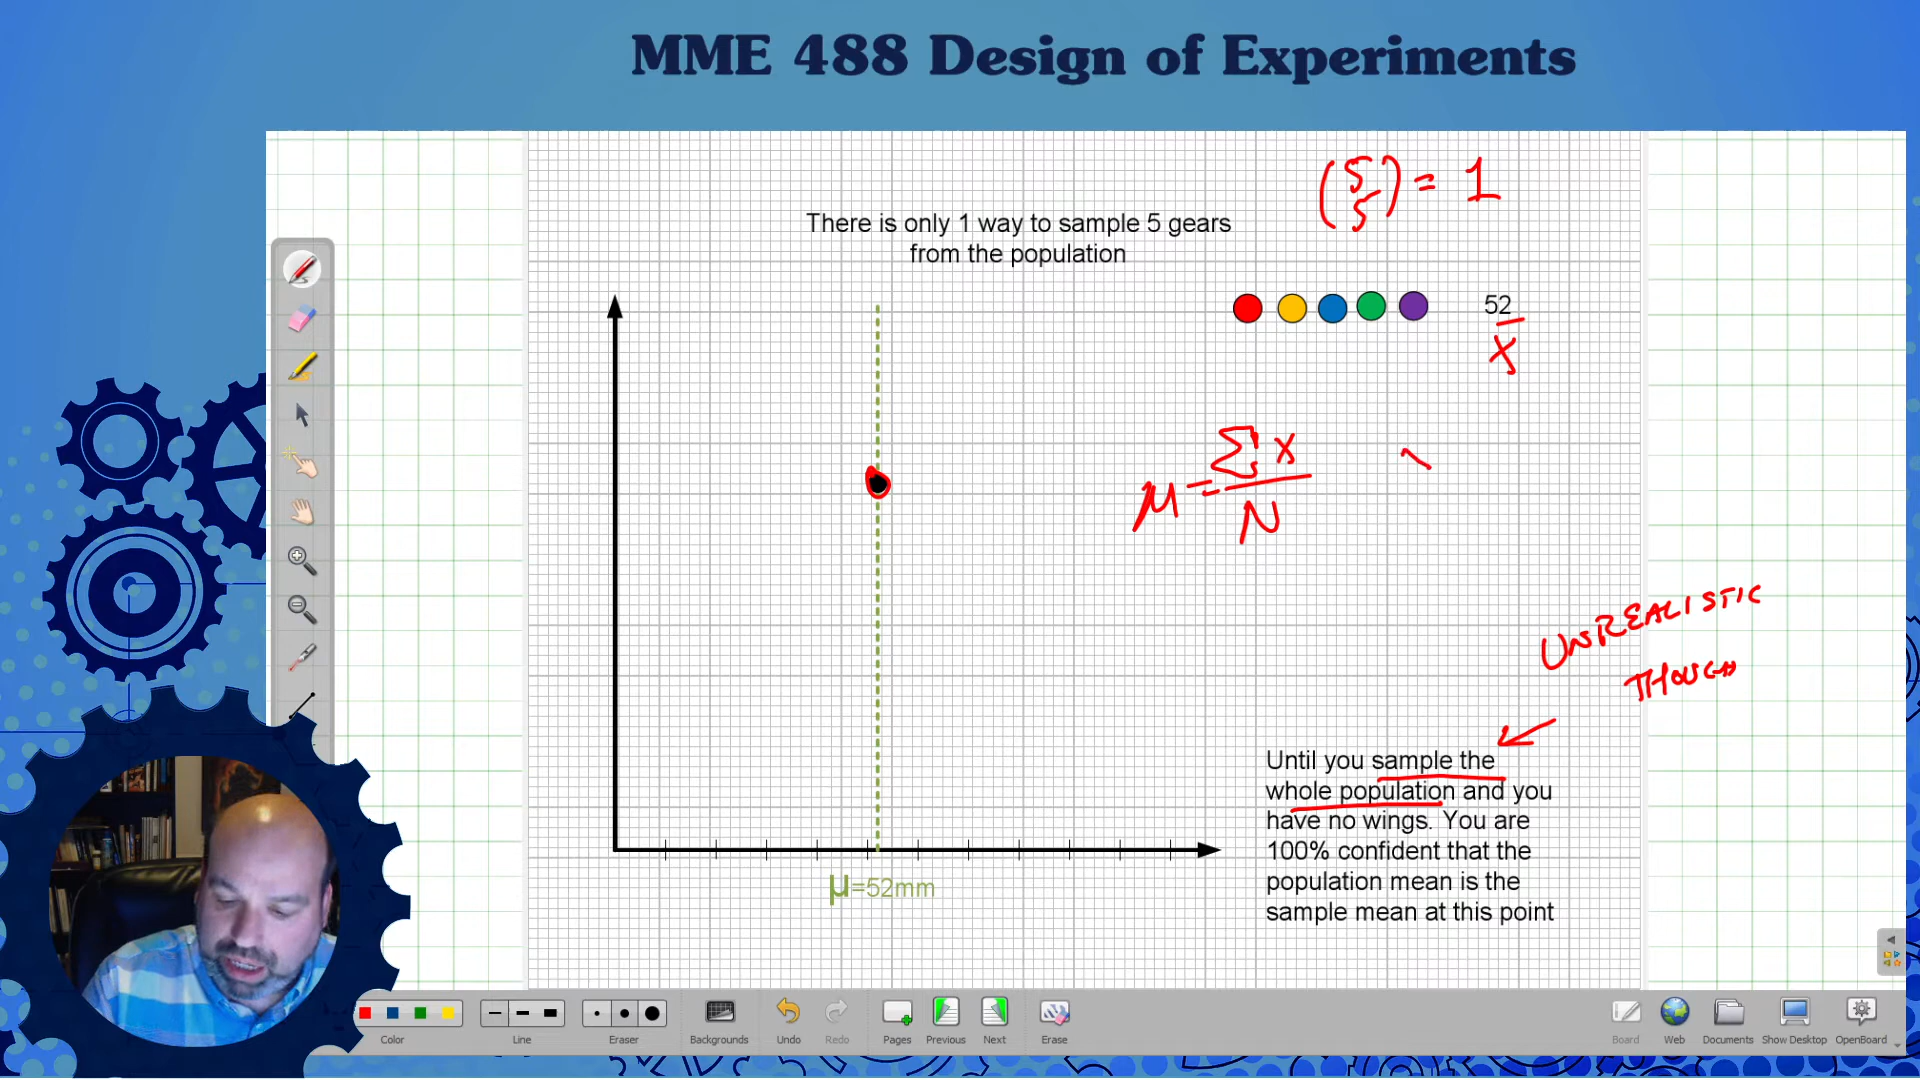 MME 488 Design of Experiments
(5
5) = 1
There is only 1 way to sample 5 gears
from the population
52
x̄
μ = Σ x
N
UNREALISTIC
THOUGH
Until you sample the
whole population and you
have no wings. You are
100% confident that the
population mean is the
sample mean at this point
μ=52mm
Color
Line
Eraser
Backgrounds
Undo
Redo
Pages
Previous
Next
Erase
Board
Web
Documents
Show Desktop
OpenBoard